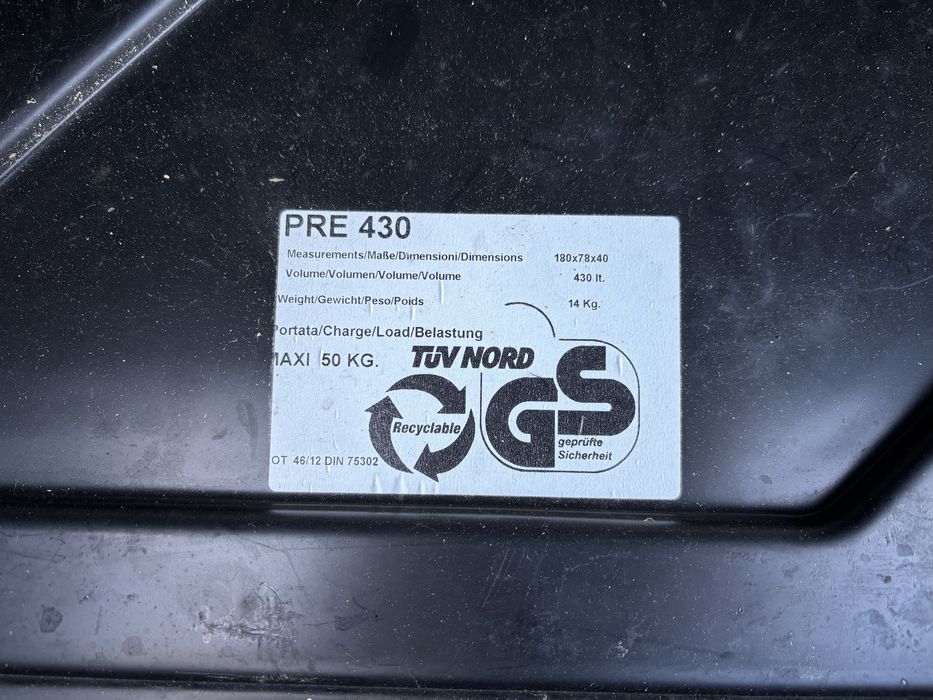 PRE 430
Measurements/Maße/Dimensioni/Dimensions 180x78x40
Volume/Volumen/Volume/Volume 430 lt.
Weight/Gewicht/Peso/Poids 14 Kg.
Portata/Charge/Load/Belastung
MAXI 50 KG.
TÜV NORD
Recyclable
GS
geprüfte
Sicherheit
OT 46/12 DIN 75302